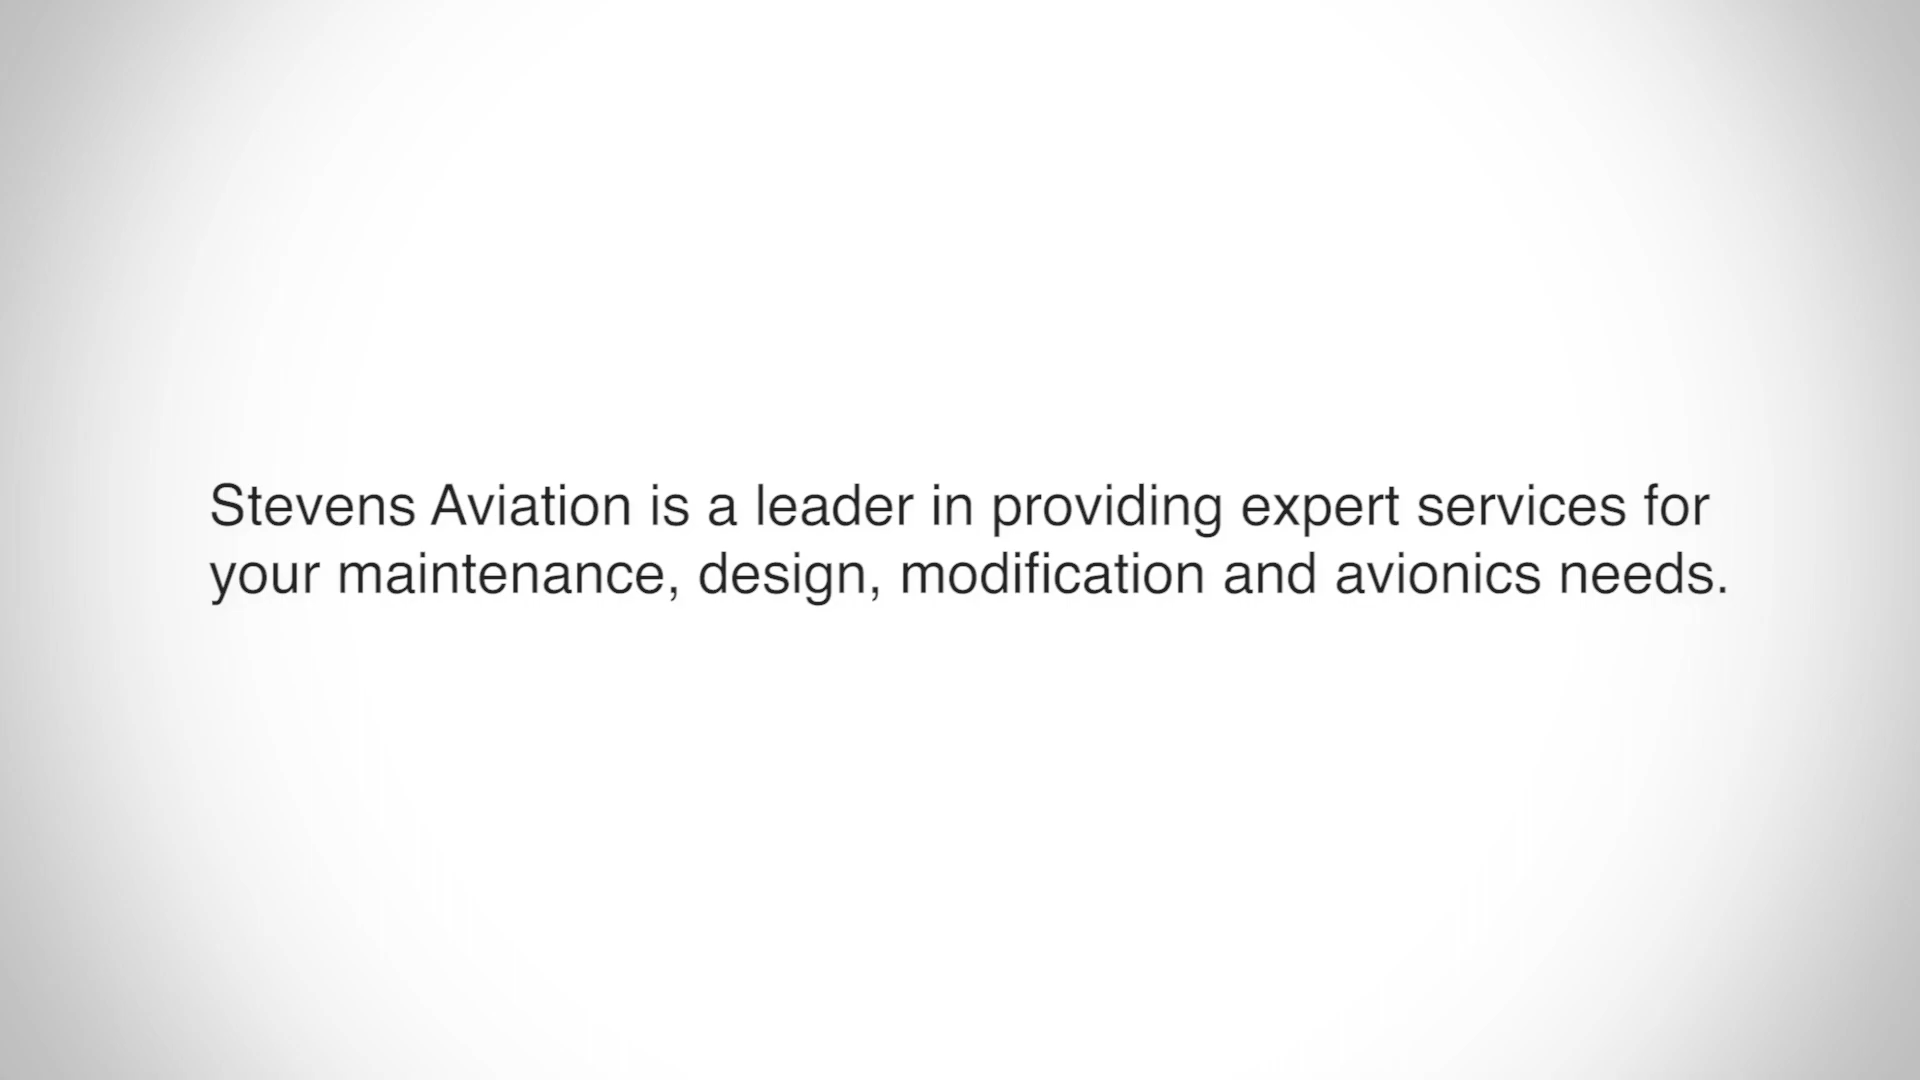 Stevens Aviation is a leader in providing expert services for
your maintenance, design, modification and avionics needs.